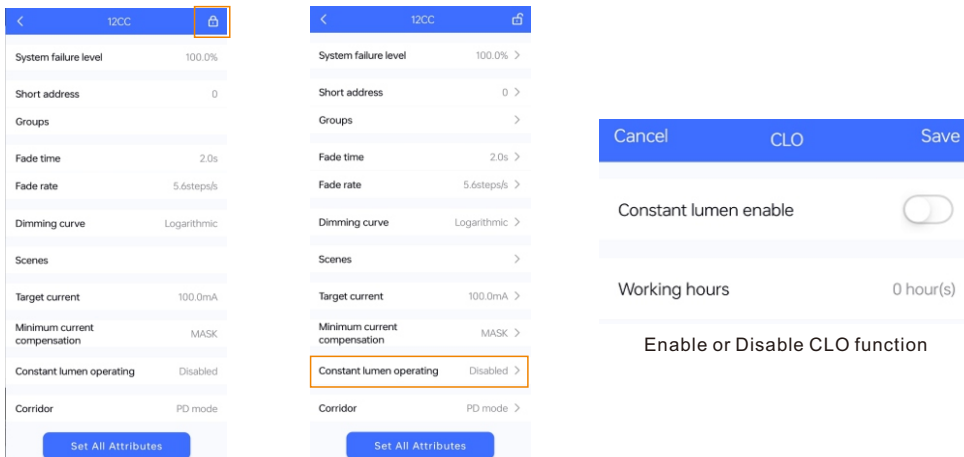 12CC
System failure level 100.0%
Short address 0
Groups
Fade time 2.0s
Fade rate 5.6steps/s
Dimming curve Logarithmic
Scenes
Target current 100.0mA
Minimum current
compensation MASK
Constant lumen operating Disabled
Corridor PD mode
Set All Attributes
12CC
System failure level 100.0%
Short address 0
Groups
Fade time 2.0s
Fade rate 5.6steps/s
Dimming curve Logarithmic
Scenes
Target current 100.0mA
Minimum current
compensation MASK
Constant lumen operating Disabled
Corridor PD mode
Set All Attributes
Cancel CLO Save
Constant lumen enable
Working hours 0 hour(s)
Enable or Disable CLO function